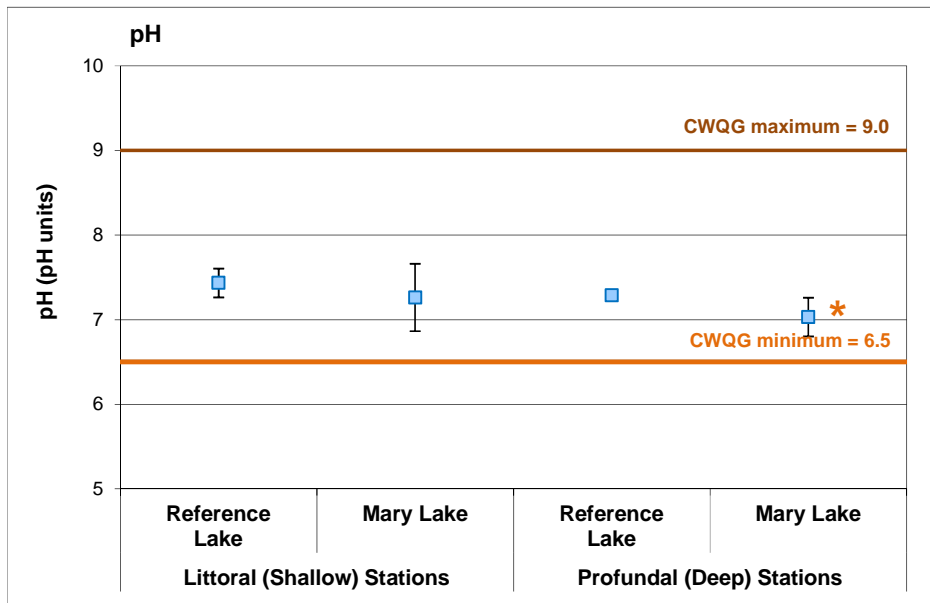 pH
pH (pH units)
10
9
8
7
6
5
CWQG maximum = 9.0
*
CWQG minimum = 6.5
Reference
Lake
Mary Lake
Reference
Lake
Mary Lake
Littoral (Shallow) Stations
Profundal (Deep) Stations